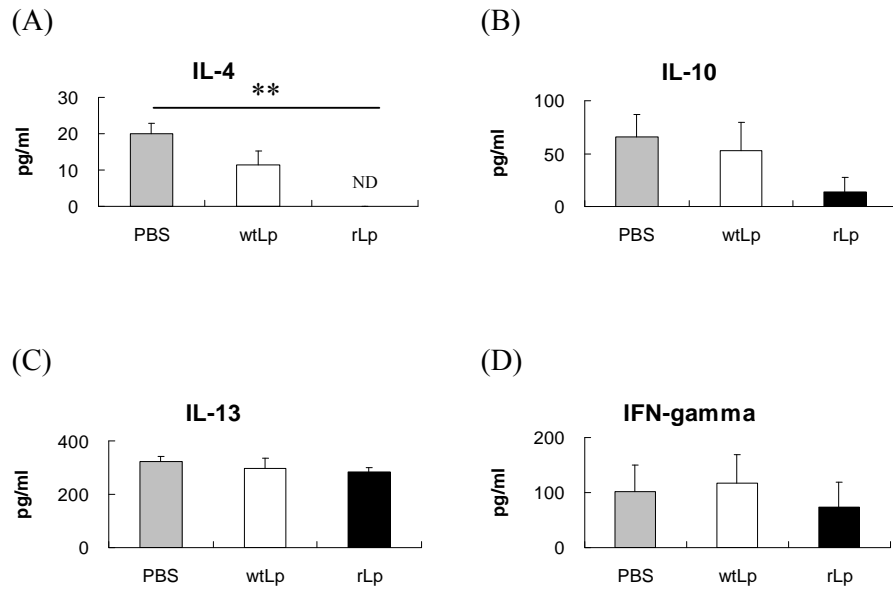 (A)
IL-4
**
30
20
10
0
pg/ml
ND
PBS wtLp rLp
(B)
IL-10
100
50
0
pg/ml
PBS wtLp rLp
(C)
IL-13
400
200
0
pg/ml
PBS wtLp rLp
(D)
IFN-gamma
200
100
0
pg/ml
PBS wtLp rLp